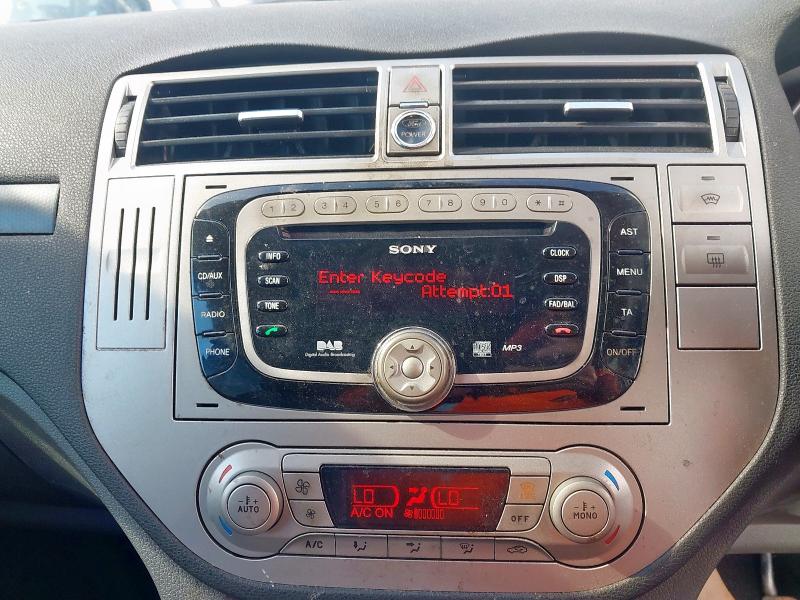 Ford
POWER
1 2 3 4 5 6 7 8 9 0 * #
SONY
AST
INFO
CLOCK
CD/AUX
Enter Keycode
MENU
SCAN
DSP
Attempt:01
TONE
FAD/BAL
RADIO
TA
PHONE
DAB
Digital Audio Broadcasting
MP3
ON/OFF
- +
AUTO
LO
LO
A/C ON
OFF
- +
MONO
A/C